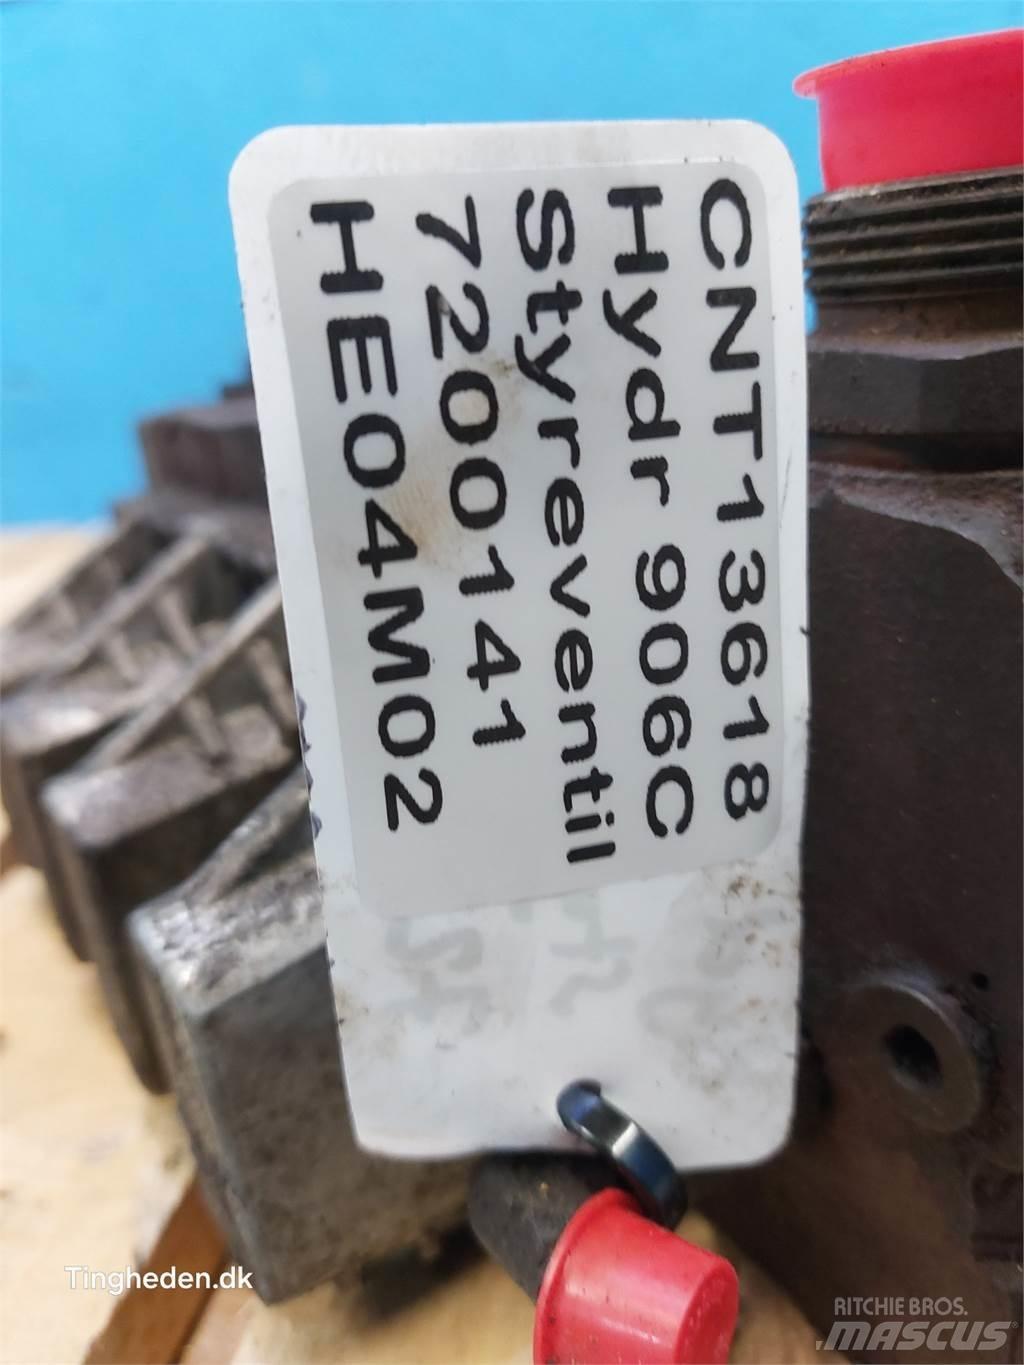 CNT13618
Hydr 906C
Styreventil
7200141
HE04M02
Tingheden.dk
RITCHIE BROS.
MASCUS